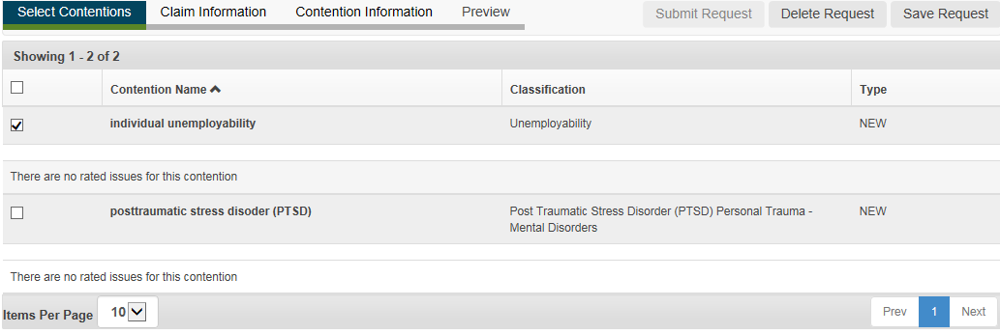 Select Contentions Claim Information Contention Information Preview Submit Request Delete Request Save Request
Showing 1 - 2 of 2
Contention Name Classification Type
individual unemployability Unemployability NEW
There are no rated issues for this contention
posttraumatic stress disoder (PTSD) Post Traumatic Stress Disorder (PTSD) Personal Trauma - NEW
Mental Disorders
There are no rated issues for this contention
Items Per Page 10 Prev 1 Next